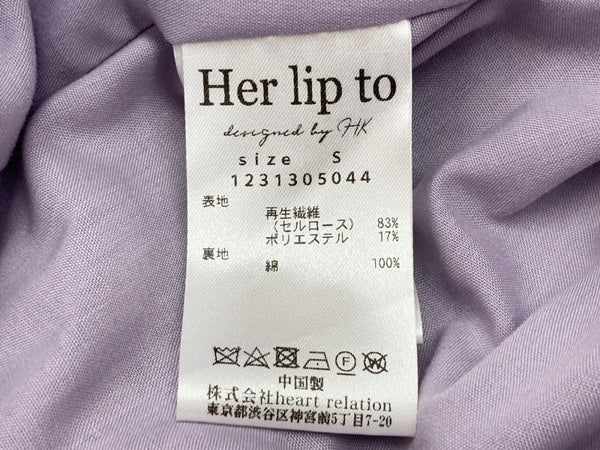 Her lip to
designed by HK
size S
1231305044
表地
再生繊維
（セルロース） 83%
ポリエステル 17%
裏地
綿 100%
中国製
株式会社heart relation
東京都渋谷区神宮前5丁目7-20